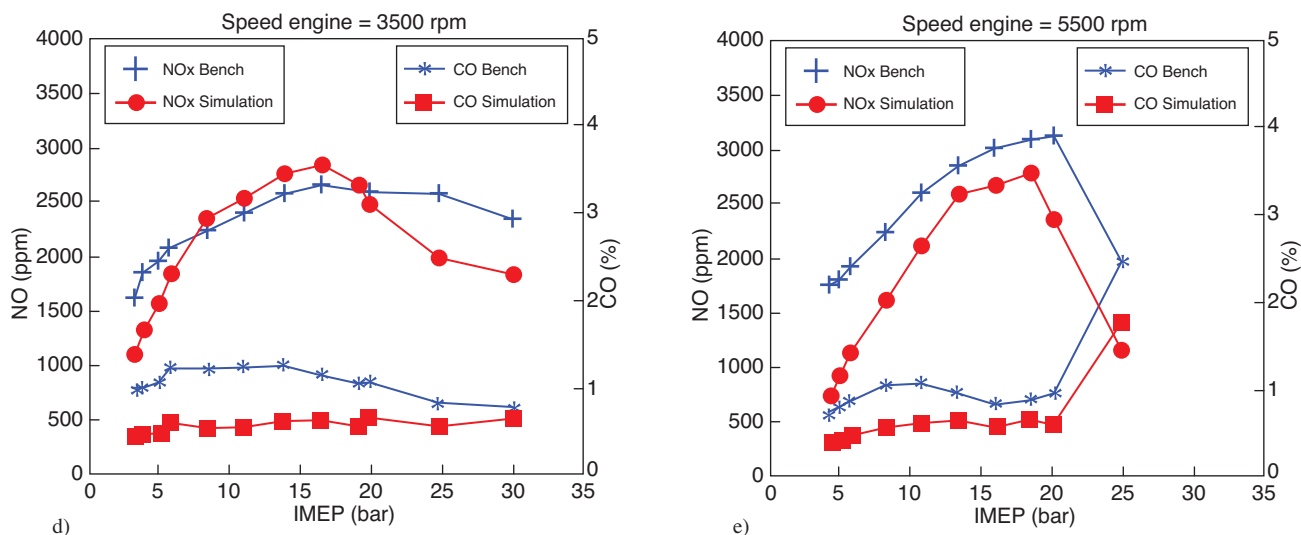 Speed engine = 3500 rpm
4000
3500
3000
2500
2000
1500
1000
500
0
NO (ppm)
NOx Bench
NOx Simulation
CO Bench
CO Simulation
5
4
3
2
1
0
CO (%)
0 5 10 15 20 25 30 35
IMEP (bar)
d)
Speed engine = 5500 rpm
4000
3500
3000
2500
2000
1500
1000
500
0
NO (ppm)
NOx Bench
NOx Simulation
CO Bench
CO Simulation
5
4
3
2
1
0
CO (%)
0 5 10 15 20 25 30 35
IMEP (bar)
e)